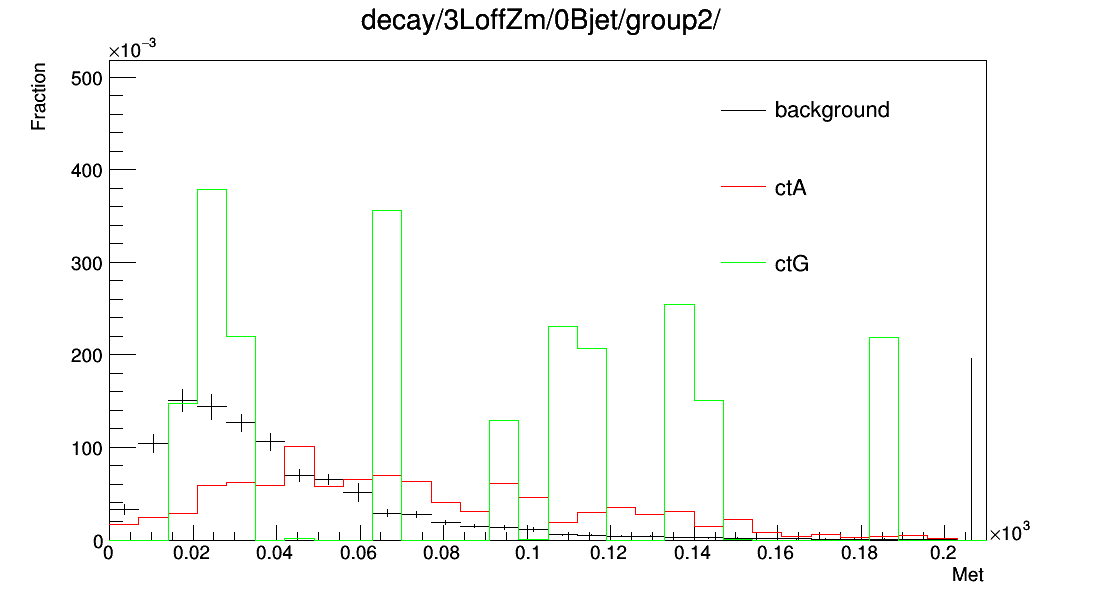 decay/3LoffZm/0Bjet/group2/
×10⁻³
Fraction
500
400
300
200
100
0
background
ctA
ctG
0 0.02 0.04 0.06 0.08 0.1 0.12 0.14 0.16 0.18 0.2
×10³
Met